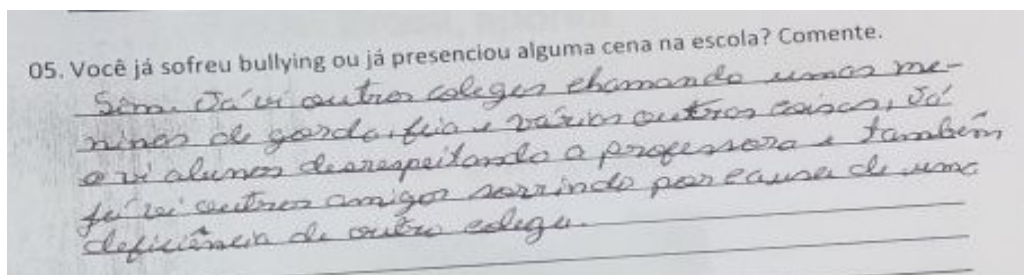 05. Você já sofreu bullying ou já presenciou alguma cena na escola? Comente.
Sim. Já vi outros colegas chamando umas me-
ninas de gorda, feia e várias outras coisas, Já
vi alunos desrespeitando a professora e também
já vi outros amigos sorrindo por causa de uma
deficiência de outro colega.